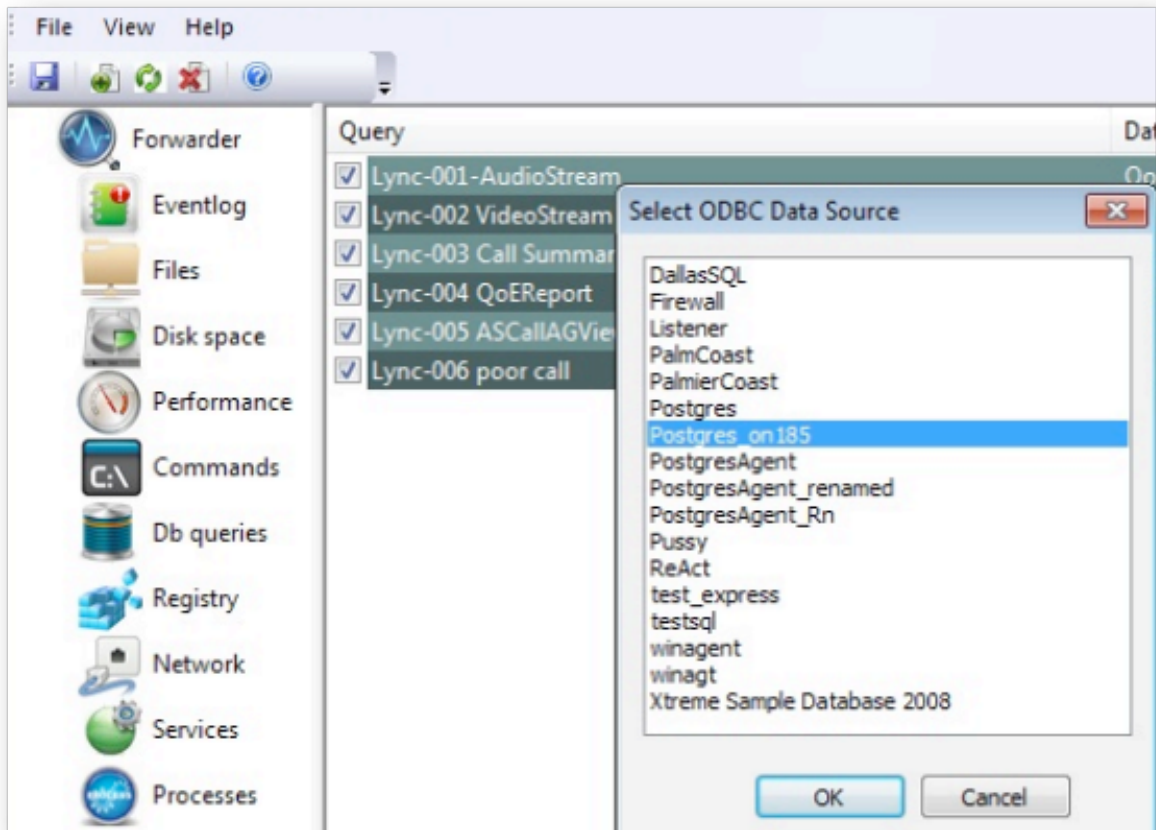 File View Help
Forwarder
Eventlog
Files
Disk space
Performance
C:\
Commands
Db queries
Registry
Network
Services
Processes
Query Dat
Lync-001-AudioStream Qo
Lync-002 VideoStream
Lync-003 Call Summar
Lync-004 QoEReport
Lync-005 ASCallAGVie
Lync-006 poor call
Select ODBC Data Source
DallasSQL
Firewall
Listener
PalmCoast
PalmierCoast
Postgres
Postgres_on185
PostgresAgent
PostgresAgent_renamed
PostgresAgent_Rn
Pussy
ReAct
test_express
testsql
winagent
winagt
Xtreme Sample Database 2008
OK Cancel